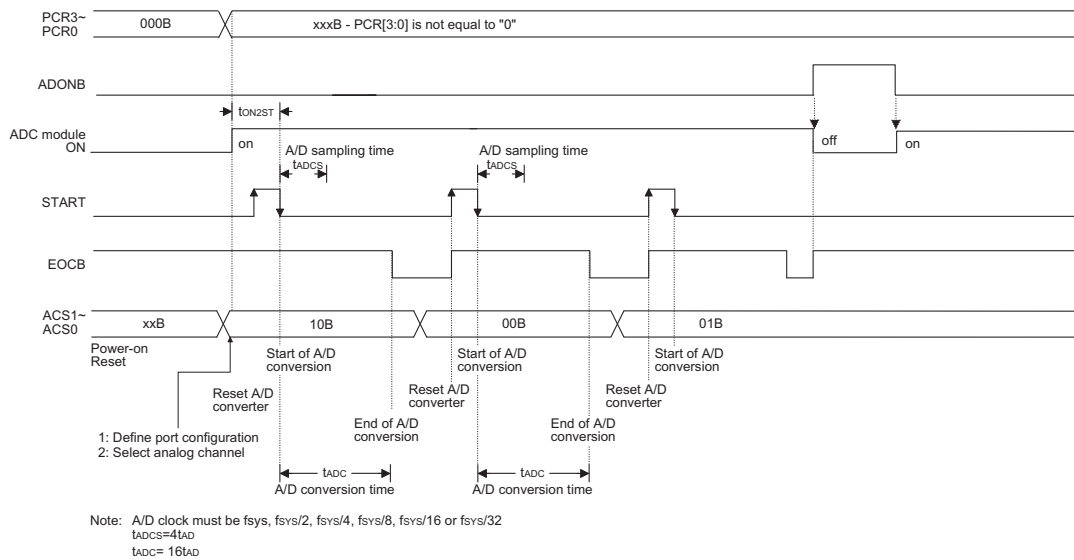 PCR3~
PCR0
000B
xxxB - PCR[3:0] is not equal to "0"
ADONB
tON2ST
ADC module
ON
on
off
on
A/D sampling time
tADCS
A/D sampling time
tADCS
START
EOCB
ACS1~
ACS0
xxB
10B
00B
01B
Power-on
Reset
Start of A/D
conversion
Start of A/D
conversion
Start of A/D
conversion
Reset A/D
converter
Reset A/D
converter
Reset A/D
converter
End of A/D
conversion
End of A/D
conversion
1: Define port configuration
2: Select analog channel
tADC
A/D conversion time
tADC
A/D conversion time
Note: A/D clock must be fsys, fSYS/2, fSYS/4, fSYS/8, fSYS/16 or fSYS/32
tADCS=4tAD
tADC= 16tAD